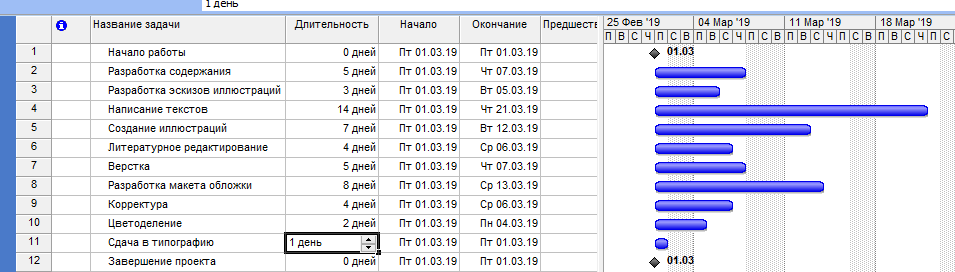 1 день
Название задачи Длительность Начало Окончание Предшеств
25 Фев '19 04 Мар '19 11 Мар '19 18 Мар '19
П В С Ч П С В П В С Ч П С В П В С Ч П С В П В С Ч П С
1 Начало работы 0 дней Пт 01.03.19 Пт 01.03.19 01.03
2 Разработка содержания 5 дней Пт 01.03.19 Чт 07.03.19
3 Разработка эскизов иллюстраций 3 дней Пт 01.03.19 Вт 05.03.19
4 Написание текстов 14 дней Пт 01.03.19 Чт 21.03.19
5 Создание иллюстраций 7 дней Пт 01.03.19 Вт 12.03.19
6 Литературное редактирование 4 дней Пт 01.03.19 Ср 06.03.19
7 Верстка 5 дней Пт 01.03.19 Чт 07.03.19
8 Разработка макета обложки 8 дней Пт 01.03.19 Ср 13.03.19
9 Корректура 4 дней Пт 01.03.19 Ср 06.03.19
10 Цветоделение 2 дней Пт 01.03.19 Пн 04.03.19
11 Сдача в типографию 1 день Пт 01.03.19 Пт 01.03.19
12 Завершение проекта 0 дней Пт 01.03.19 Пт 01.03.19 01.03